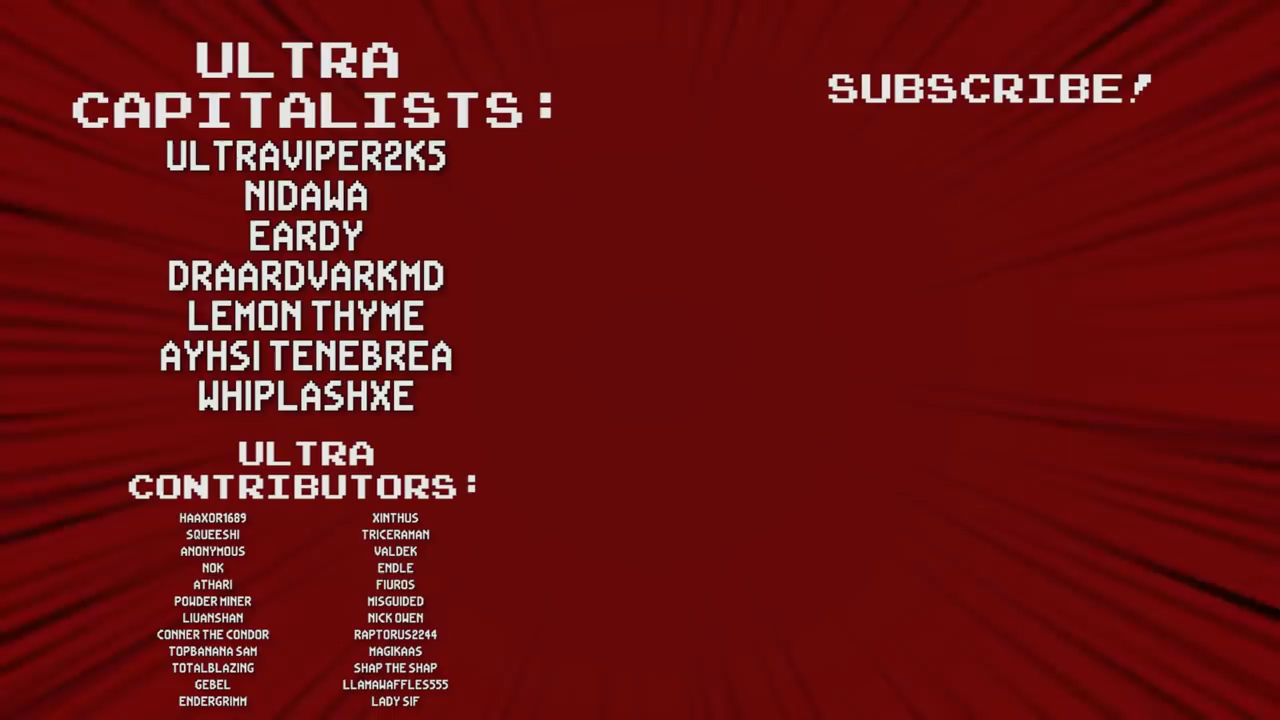 ULTRA
CAPITALISTS:
ULTRAVIPER2K5
NIDAWA
EARDY
DRAARDVARKMD
LEMON THYME
AYHSI TENEBREA
WHIPLASHXE
ULTRA
CONTRIBUTORS:
HAAXOR1689
SQUEESHI
ANONYMOUS
NOK
ATHARI
POWDER MINER
LIUANSHAN
CONNER THE CONDOR
TOPBANANA SAM
TOTALBLAZING
GEBEL
ENDERGRIMM
XINTHUS
TRICERAMAN
VALDEK
ENDLE
FIUROS
MISGUIDED
NICK OWEN
RAPTORUS2244
MAGIKAAS
SHAP THE SHAP
LLAMAWAFFLES555
LADY SIF
SUBSCRIBE!